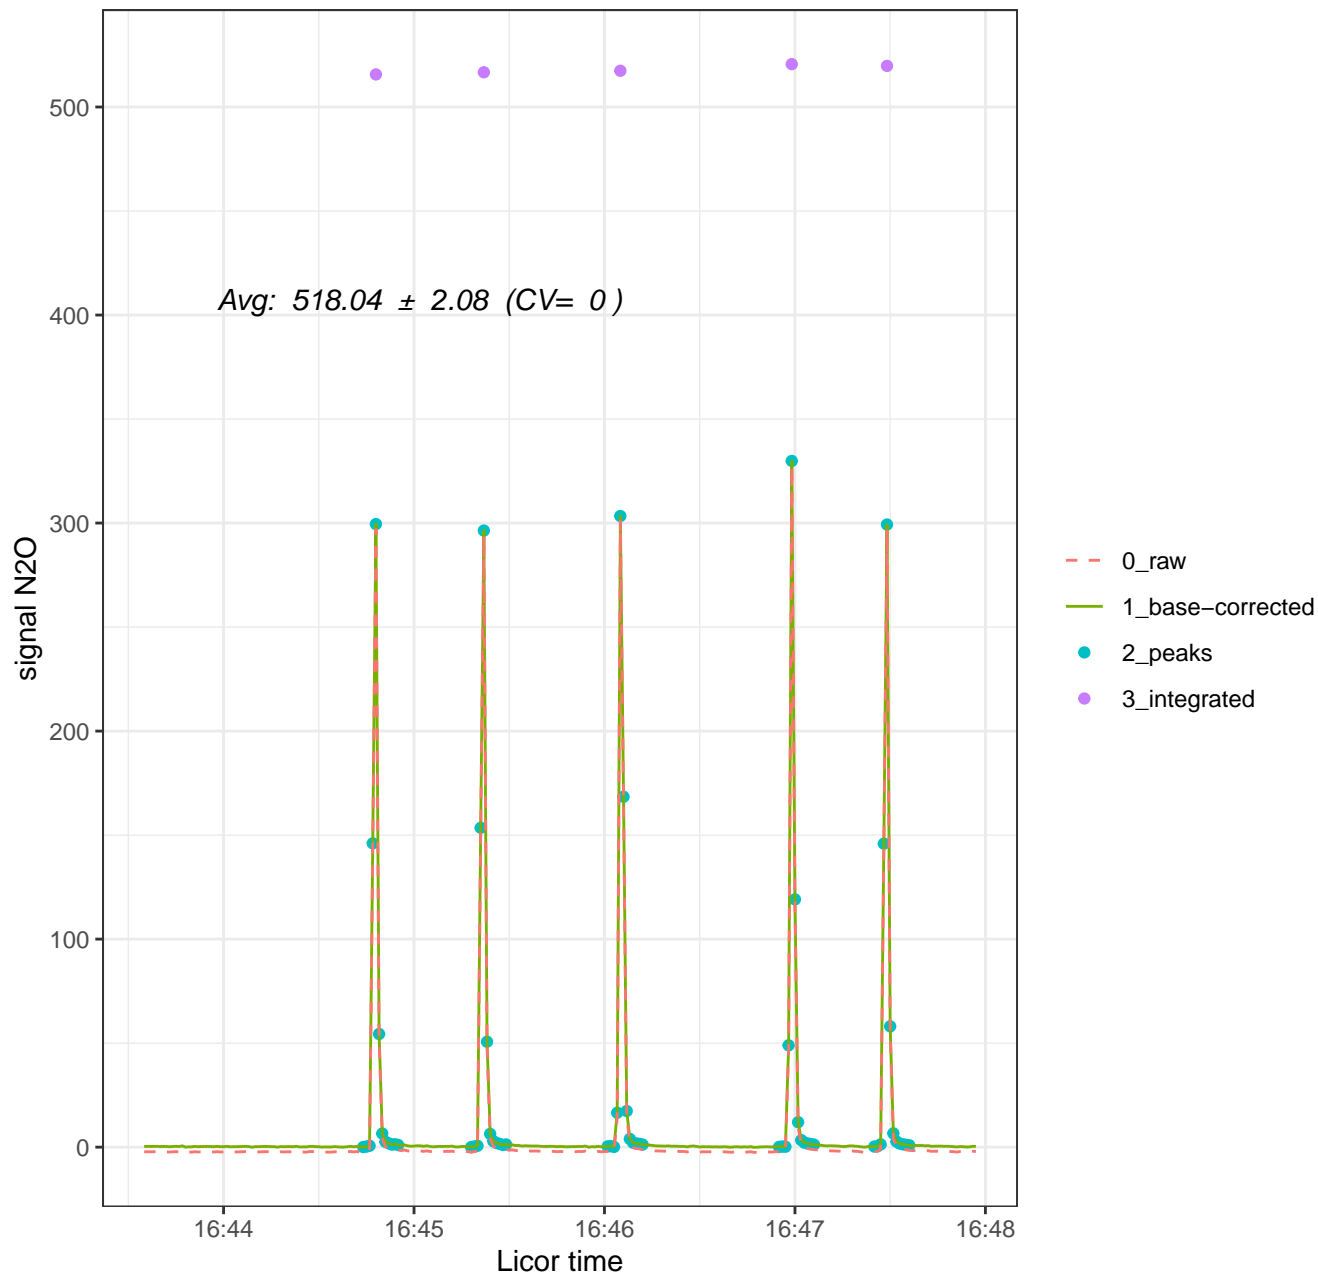 500
400
300
200
100
0
signal N2O
Avg: 518.04 ± 2.08 (CV= 0 )
16:44 16:45 16:46 16:47 16:48
Licor time
0_raw
1_base−corrected
2_peaks
3_integrated